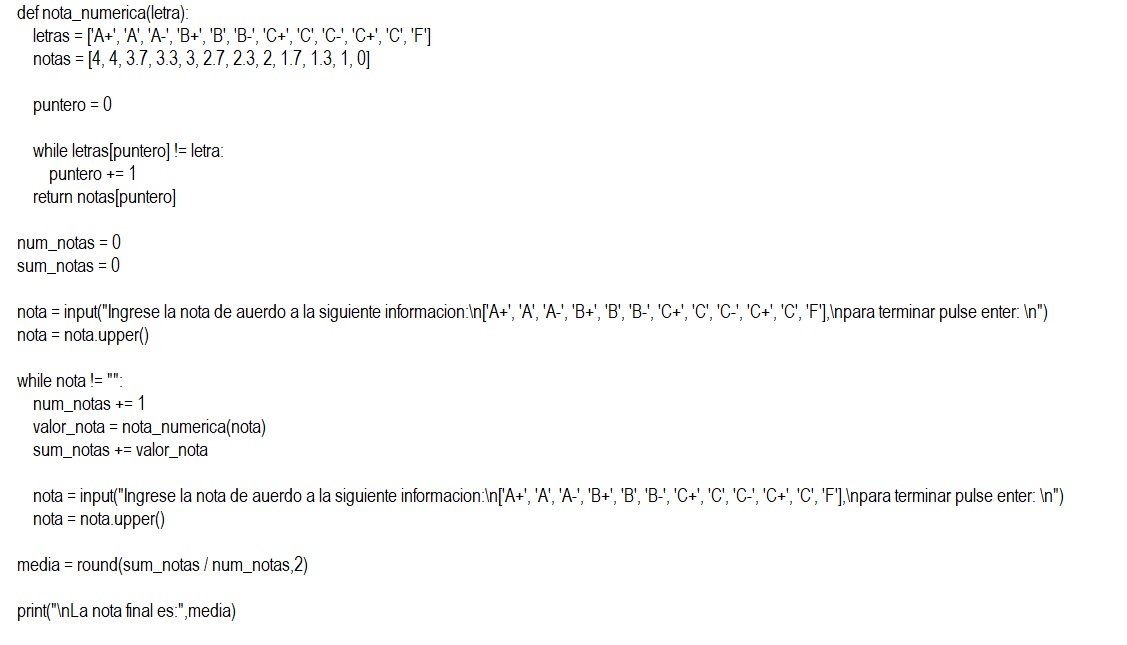 def nota_numerica(letra):
letras = ['A+', 'A', 'A-', 'B+', 'B', 'B-', 'C+', 'C', 'C-', 'C+', 'C', 'F']
notas = [4, 4, 3.7, 3.3, 3, 2.7, 2.3, 2, 1.7, 1.3, 1, 0]
puntero = 0
while letras[puntero] != letra:
puntero += 1
return notas[puntero]
num_notas = 0
sum_notas = 0
nota = input("Ingrese la nota de auerdo a la siguiente informacion:\n['A+', 'A', 'A-', 'B+', 'B', 'B-', 'C+', 'C', 'C-', 'C+', 'C', 'F'],\npara terminar pulse enter: \n")
nota = nota.upper()
while nota != "":
num_notas += 1
valor_nota = nota_numerica(nota)
sum_notas += valor_nota
nota = input("Ingrese la nota de auerdo a la siguiente informacion:\n['A+', 'A', 'A-', 'B+', 'B', 'B-', 'C+', 'C', 'C-', 'C+', 'C', 'F'],\npara terminar pulse enter: \n")
nota = nota.upper()
media = round(sum_notas / num_notas,2)
print("\nLa nota final es:",media)